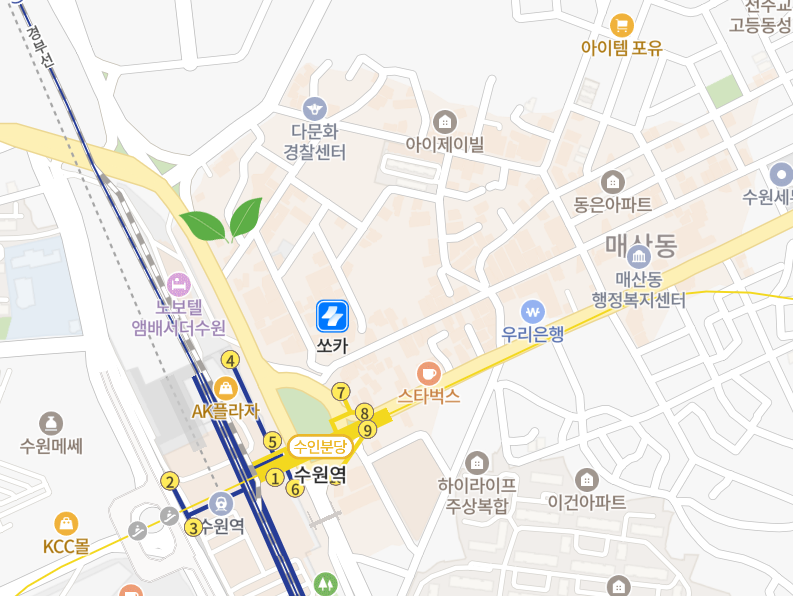 경부선
아이템 포유
고등동성
다문화
경찰센터
아이제이빌
동은아파트
수원세무
매산동
매산동
행정복지센터
노보텔
앰배서더수원
쏘카
우리은행
4
AK플라자
7
8
9
스타벅스
5
수인분당
수원역
1
6
2
3
수원역
수원메쎄
KCC몰
하이라이프
주상복합
이건아파트